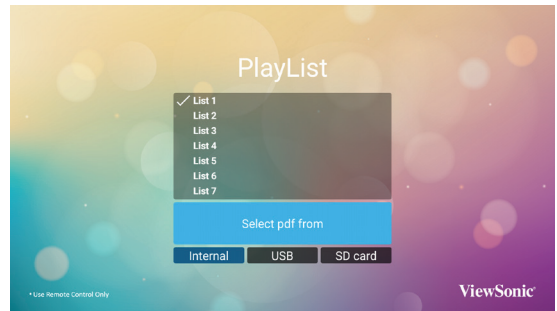 PlayList
List 1
List 2
List 3
List 4
List 5
List 6
List 7
Select pdf from
Internal USB SD card
* Use Remote Control Only
ViewSonic®